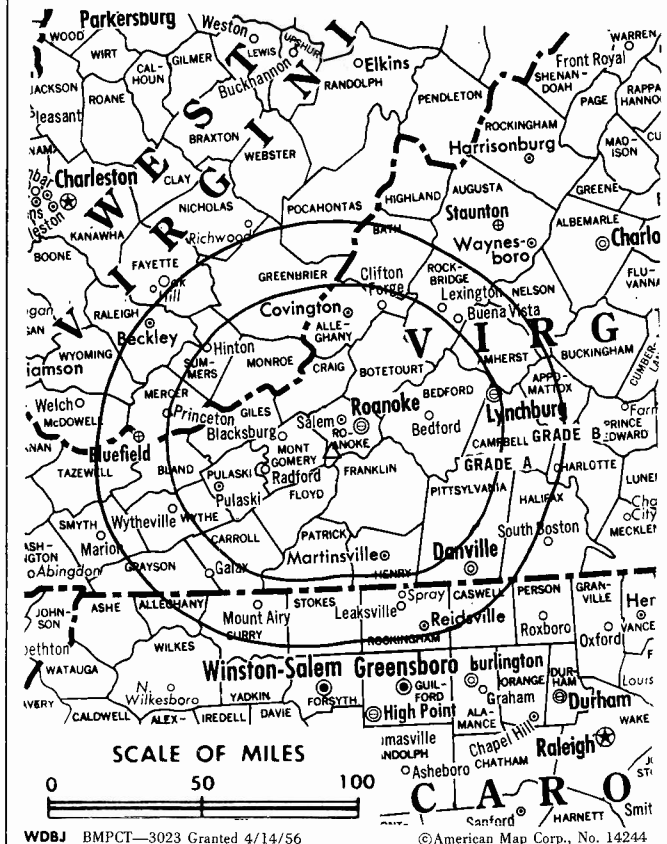 Parkersburg
WOOD
WIRT
Weston
LEWIS
UPSHUR
GILMER
CAL-
HOUN
Buckhannon
Elkins
RANDOLPH
WARREN
Front Royal
SHENAN-
DOAH
JACKSON
ROANE
PENDLETON
PAGE
ROCKINGHAM
BRAXTON
WEBSTER
Harrisonburg
MAD-
ISON
WEST
VIRGINI
Charleston
CLAY
NICHOLAS
POCAHONTAS
HIGHLAND
AUGUSTA
GREENE
Staunton
ALBEMARLE
KANAWHA
Richwood
BATH
Waynes-
boro
Charlo
BOONE
FAYETTE
Oak
Hill
GREENBRIER
Clifton
Forge
ROCK-
BRIDGE
NELSON
FLU-
VANNA
Lexington
Buena Vista
RALEIGH
Beckley
Covington
ALLE-
GHANY
VIRG
WYOMING
Hinton
SUM-
MERS
MONROE
CRAIG
BOTETOURT
AMHERST
BUCKINGHAM
CUMBER-
APPO-
MATTOX
Welch
McDOWELL
MERCER
Princeton
GILES
BEDFORD
Roanoke
Salem
Lynchburg
Blacksburg
RO-
ANOKE
Bedford
CAMPBELL
GRADE B
PRINCE
EDWARD
Bluefield
MONT
GOMERY
GRADE A
CHARLOTTE
TAZEWELL
BLAND
PULASKI
Radford
FRANKLIN
Pulaski
FLOYD
PITTSYLVANIA
HALIFAX
SMYTH
Wytheville
WYTHE
Marion
CARROLL
PATRICK
South Boston
Abingdon
GRAYSON
Galax
Martinsville
HENRY
Danville
JOHN-
SON
ASHE
ALLEGHANY
Mount Airy
SURRY
STOKES
Leaksville
Spray
CASWELL
PERSON
GRAN-
VILLE
Reidsville
ROCKINGHAM
Roxboro
Oxford
VANCE
WILKES
WATAUGA
Winston-Salem
Greensboro
Burlington
ORANGE
DUR-
HAM
N.
Wilkesboro
YADKIN
FORSYTH
GUIL-
FORD
Graham
Durham
CALDWELL
ALEX-
IREDELL
DAVIE
High Point
ALA-
MANCE
Chapel Hill
WAKE
Raleigh
CHATHAM
Asheboro
CARO
Sanford
HARNETT
SCALE OF MILES
0 50 100
WDBJ BMPCT—3023 Granted 4/14/56
©American Map Corp., No. 14244